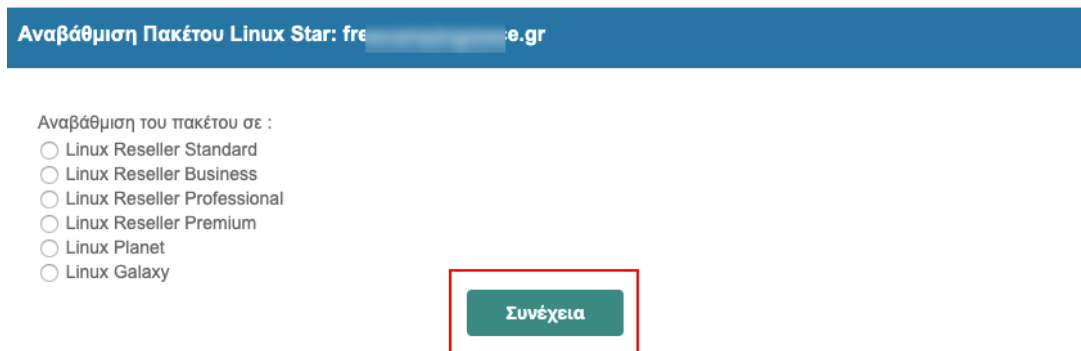 Αναβάθμιση Πακέτου Linux Star: fre e.gr
Αναβάθμιση του πακέτου σε :
Linux Reseller Standard
Linux Reseller Business
Linux Reseller Professional
Linux Reseller Premium
Linux Planet
Linux Galaxy
Συνέχεια